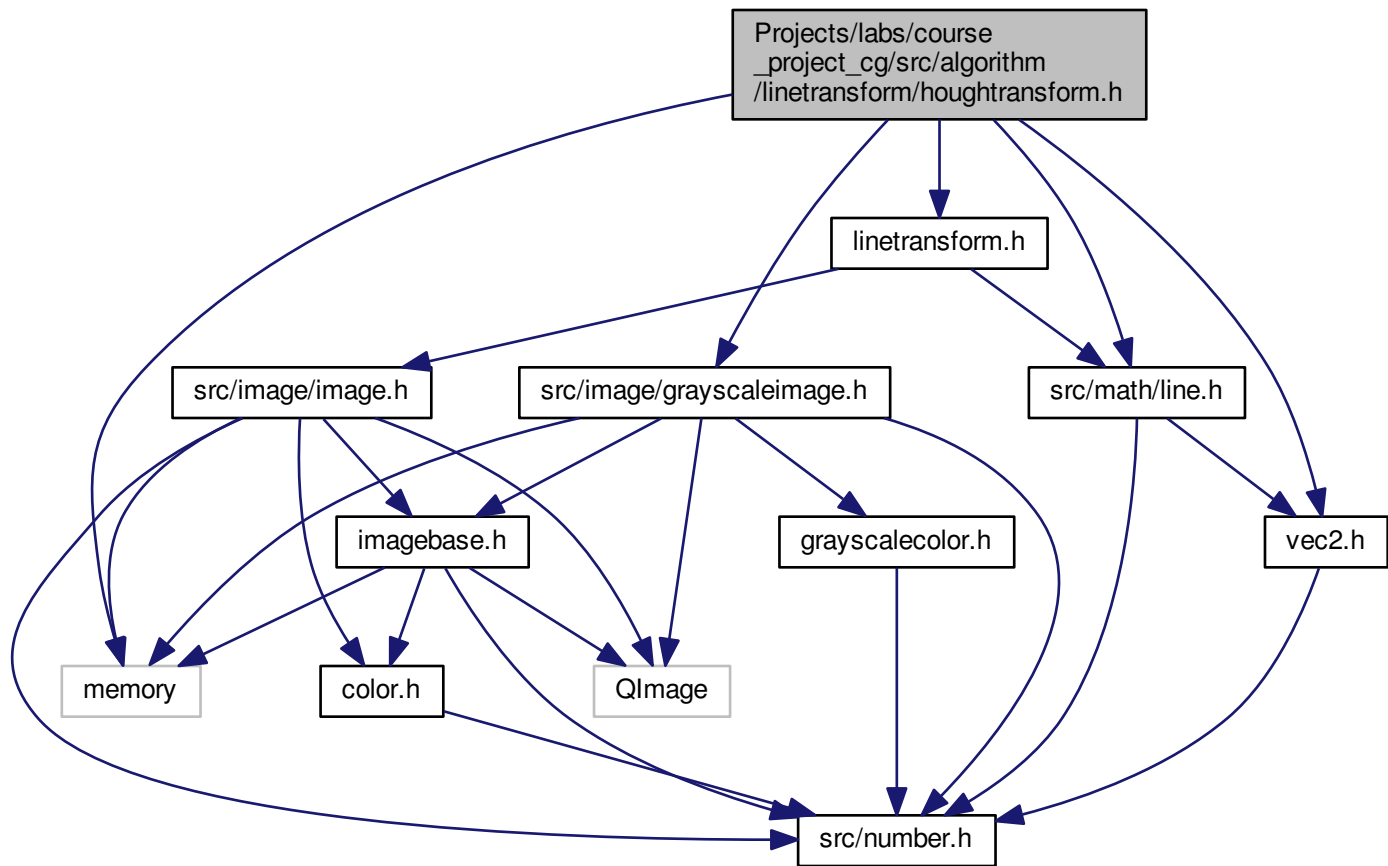 Projects/labs/course
_project_cg/src/algorithm
/linetransform/houghtransform.h
linetransform.h
src/image/image.h
src/image/grayscaleimage.h
src/math/line.h
imagebase.h
grayscalecolor.h
vec2.h
memory
color.h
QImage
src/number.h